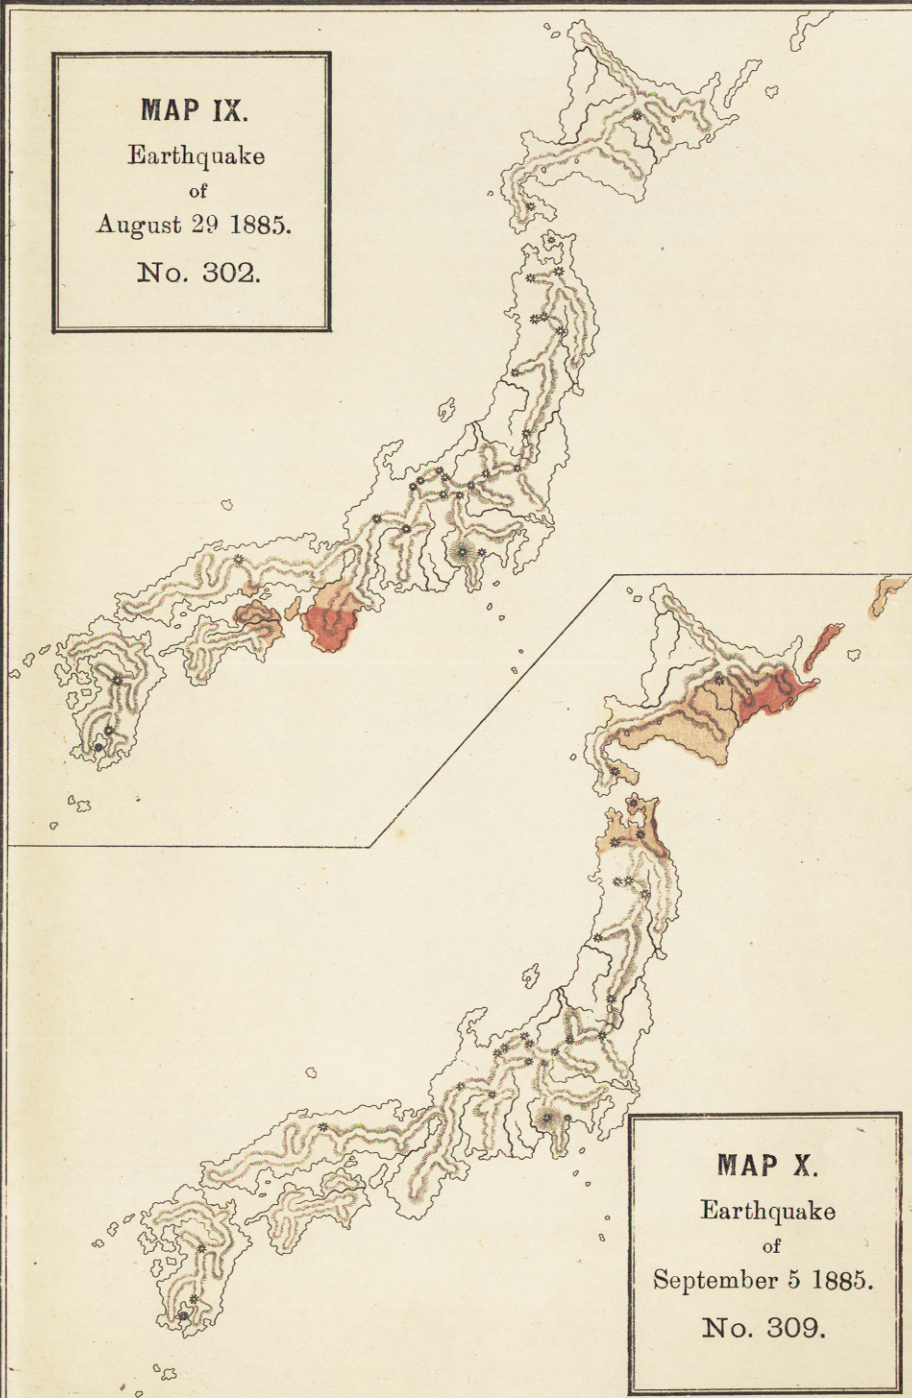 MAP IX.
Earthquake
of
August 29 1885.
No. 302.
MAP X.
Earthquake
of
September 5 1885.
No. 309.